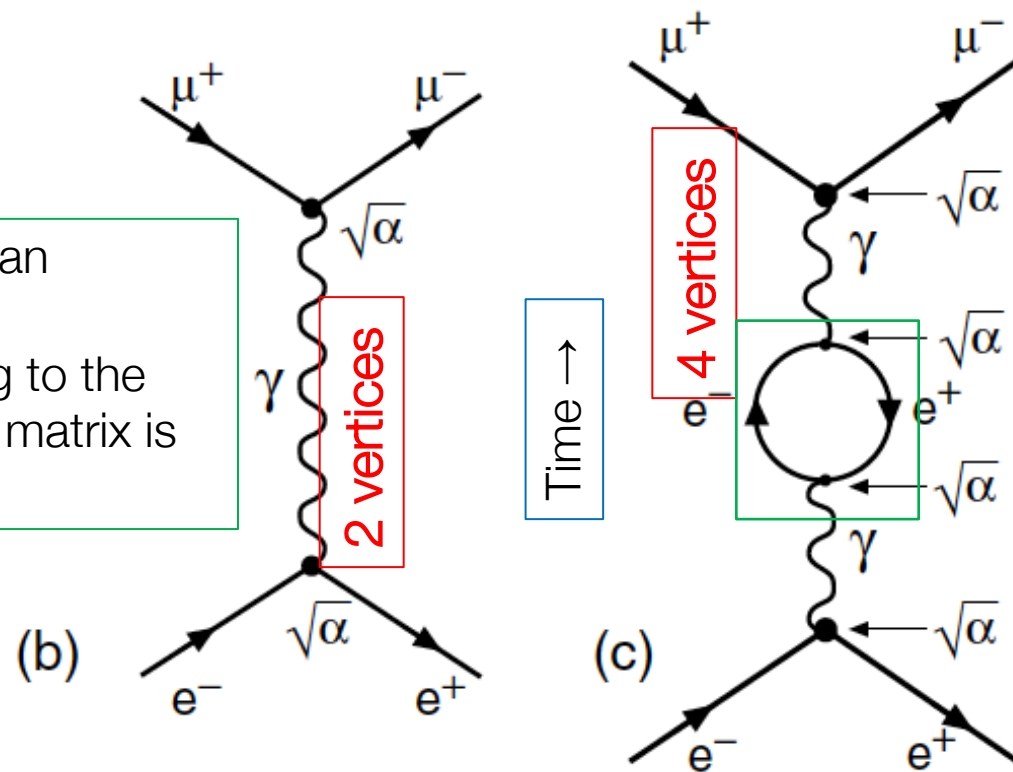 an
g to the
matrix is
μ⁺
μ⁻
√α
γ
2 vertices
√α
(b)
e⁻
e⁺
Time →
μ⁺
μ⁻
4 vertices
√α
γ
√α
e⁻
e⁺
√α
γ
√α
(c)
e⁻
e⁺